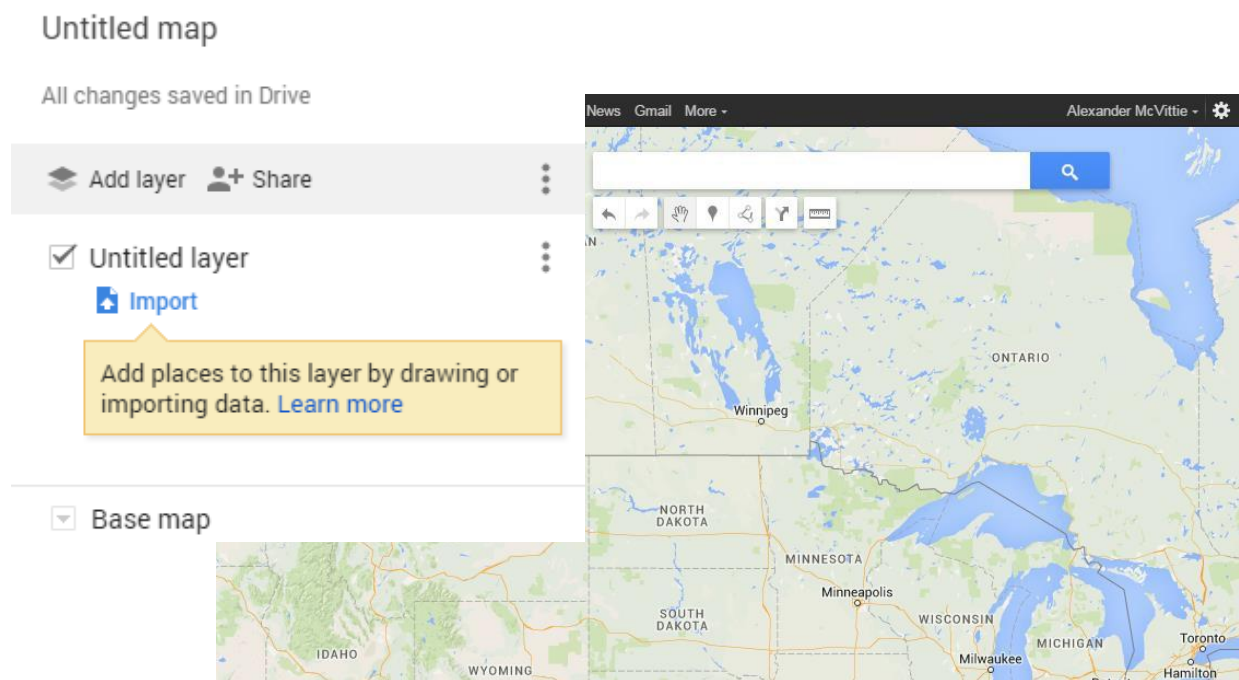 Untitled map
All changes saved in Drive
News Gmail More
Alexander McVittie
Add layer Share
Untitled layer
Import
Add places to this layer by drawing or
importing data. Learn more
Base map
ONTARIO
Winnipeg
NORTH
DAKOTA
MINNESOTA
Minneapolis
SOUTH
DAKOTA
WISCONSIN
MICHIGAN
Toronto
Milwaukee
Hamilton
IDAHO
WYOMING